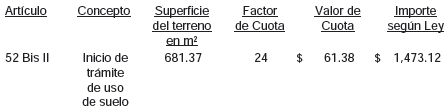 Artículo Concepto Superficie Factor Valor de Importe
del terreno de Cuota Cuota según Ley
en m²
52 Bis II Inicio de 681.37 24 $ 61.38 $ 1,473.12
trámite
de uso
de suelo